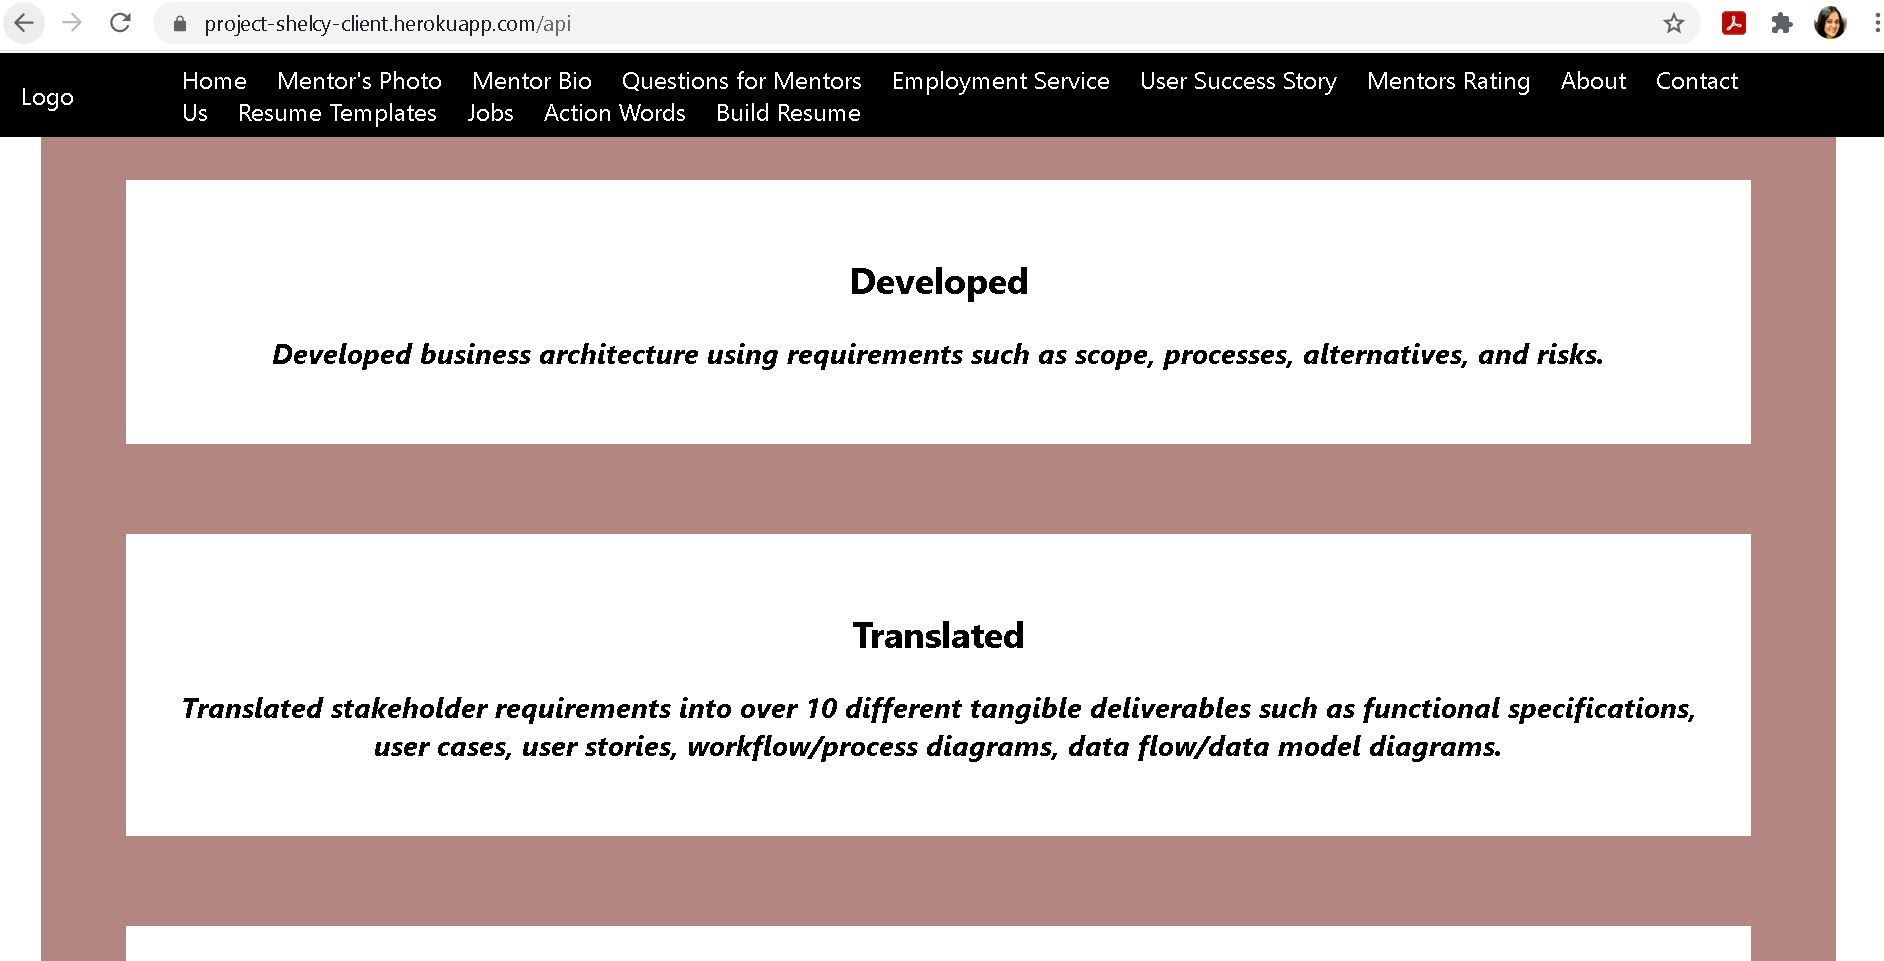 project-shelcy-client.herokuapp.com/api
Logo
Home Mentor's Photo Mentor Bio Questions for Mentors Employment Service User Success Story Mentors Rating About Contact
Us Resume Templates Jobs Action Words Build Resume
Developed
Developed business architecture using requirements such as scope, processes, alternatives, and risks.
Translated
Translated stakeholder requirements into over 10 different tangible deliverables such as functional specifications,
user cases, user stories, workflow/process diagrams, data flow/data model diagrams.